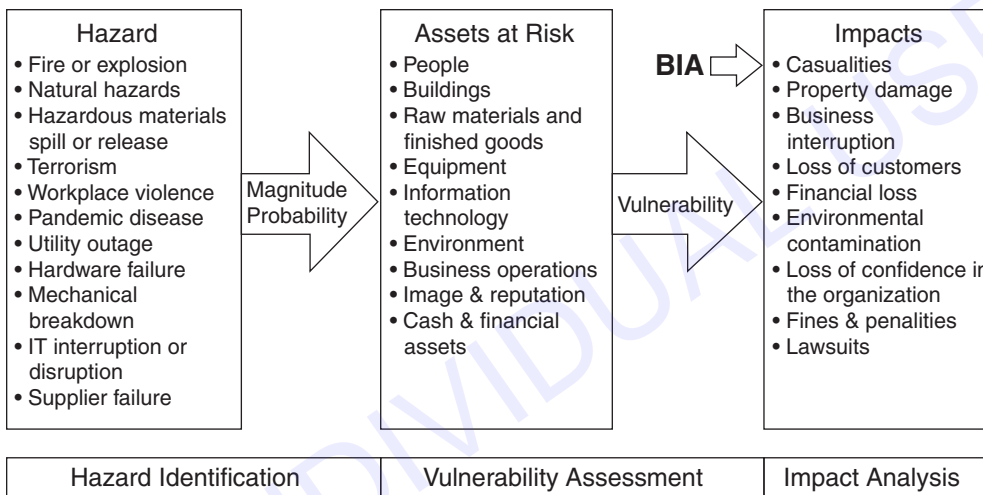 Hazard
• Fire or explosion
• Natural hazards
• Hazardous materials
spill or release
• Terrorism
• Workplace violence
• Pandemic disease
• Utility outage
• Hardware failure
• Mechanical
breakdown
• IT interruption or
disruption
• Supplier failure
Magnitude
Probability
Assets at Risk
• People
• Buildings
• Raw materials and
finished goods
• Equipment
• Information
technology
• Environment
• Business operations
• Image & reputation
• Cash & financial
assets
Vulnerability
BIA
Impacts
• Casualities
• Property damage
• Business
interruption
• Loss of customers
• Financial loss
• Environmental
contamination
• Loss of confidence in
the organization
• Fines & penalities
• Lawsuits
Hazard Identification
Vulnerability Assessment
Impact Analysis
INDIVIDUAL USE